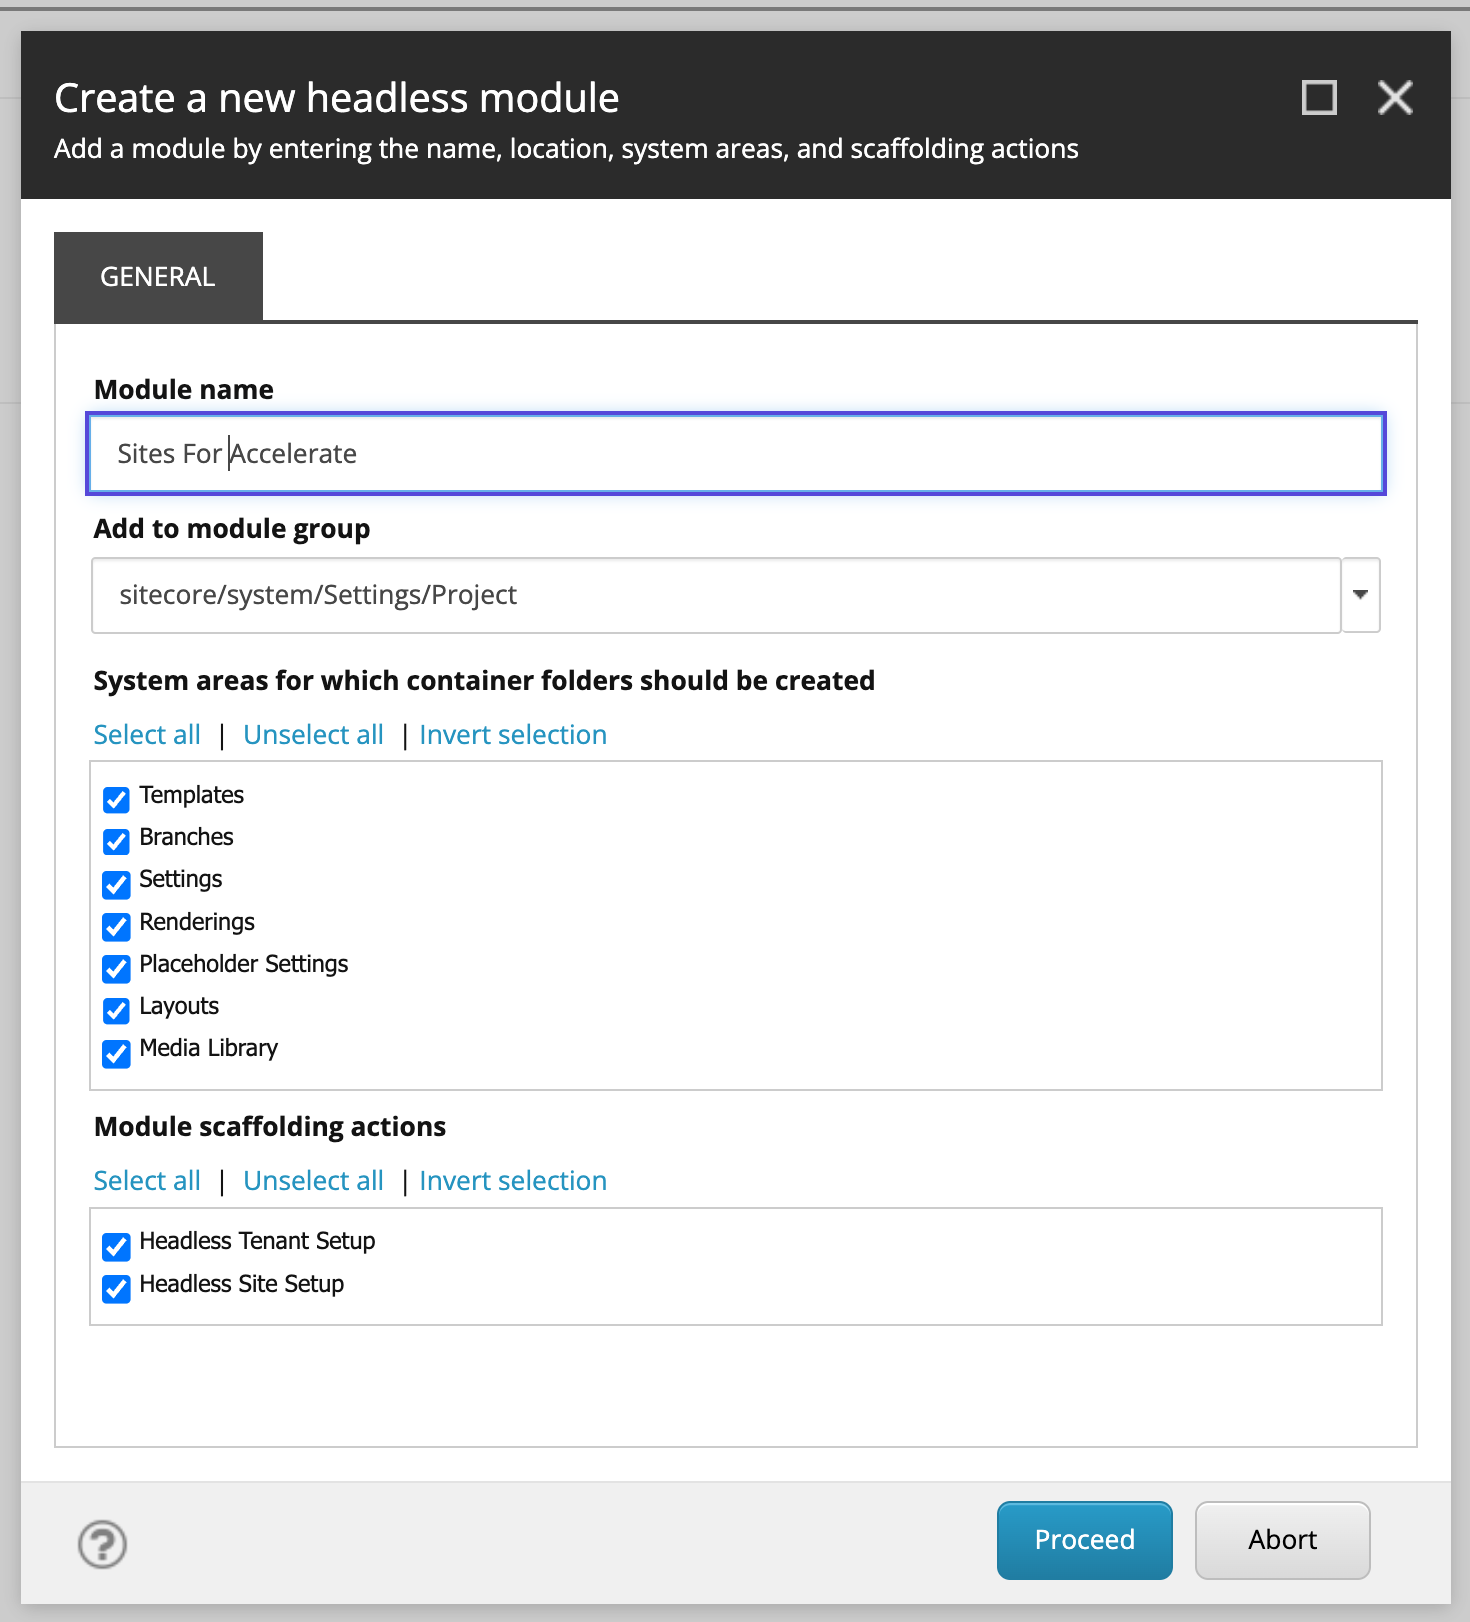 Create a new headless module
Add a module by entering the name, location, system areas, and scaffolding actions
GENERAL
Module name
Sites For Accelerate
Add to module group
sitecore/system/Settings/Project
System areas for which container folders should be created
Select all | Unselect all | Invert selection
Templates
Branches
Settings
Renderings
Placeholder Settings
Layouts
Media Library
Module scaffolding actions
Select all | Unselect all | Invert selection
Headless Tenant Setup
Headless Site Setup
? Proceed Abort